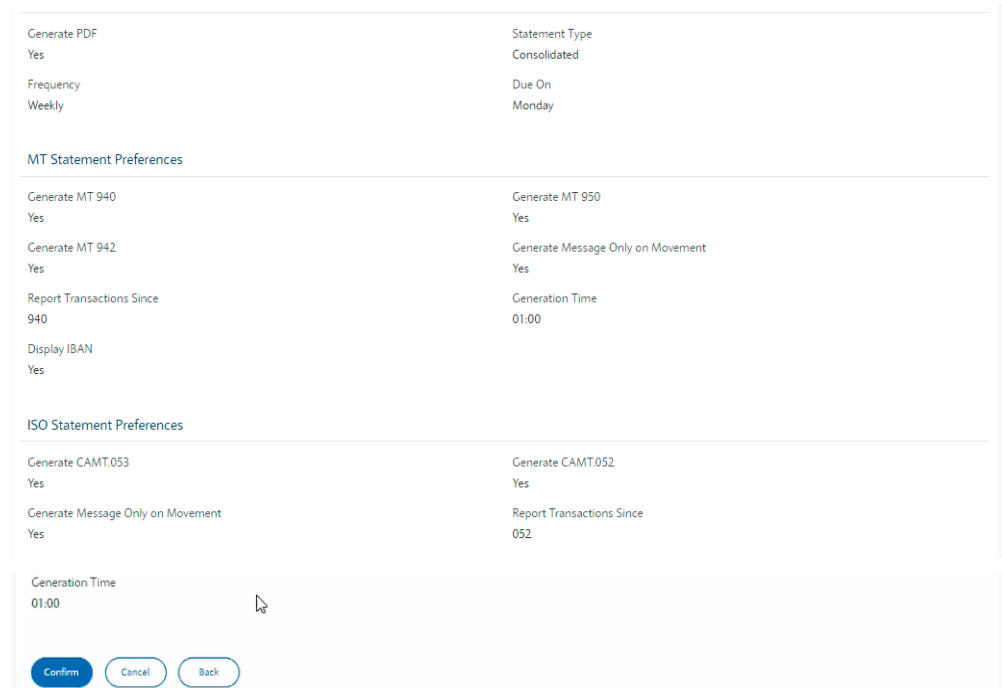 Generate PDF
Statement Type
Yes
Consolidated
Frequency
Due On
Weekly
Monday
MT Statement Preferences
Generate MT 940
Generate MT 950
Yes
Yes
Generate MT 942
Generate Message Only on Movement
Yes
Yes
Report Transactions Since
Generation Time
940
01:00
Display IBAN
Yes
ISO Statement Preferences
Generate CAMT.053
Generate CAMT.052
Yes
Yes
Generate Message Only on Movement
Report Transactions Since
Yes
052
Generation Time
01:00
Confirm
Cancel
Back